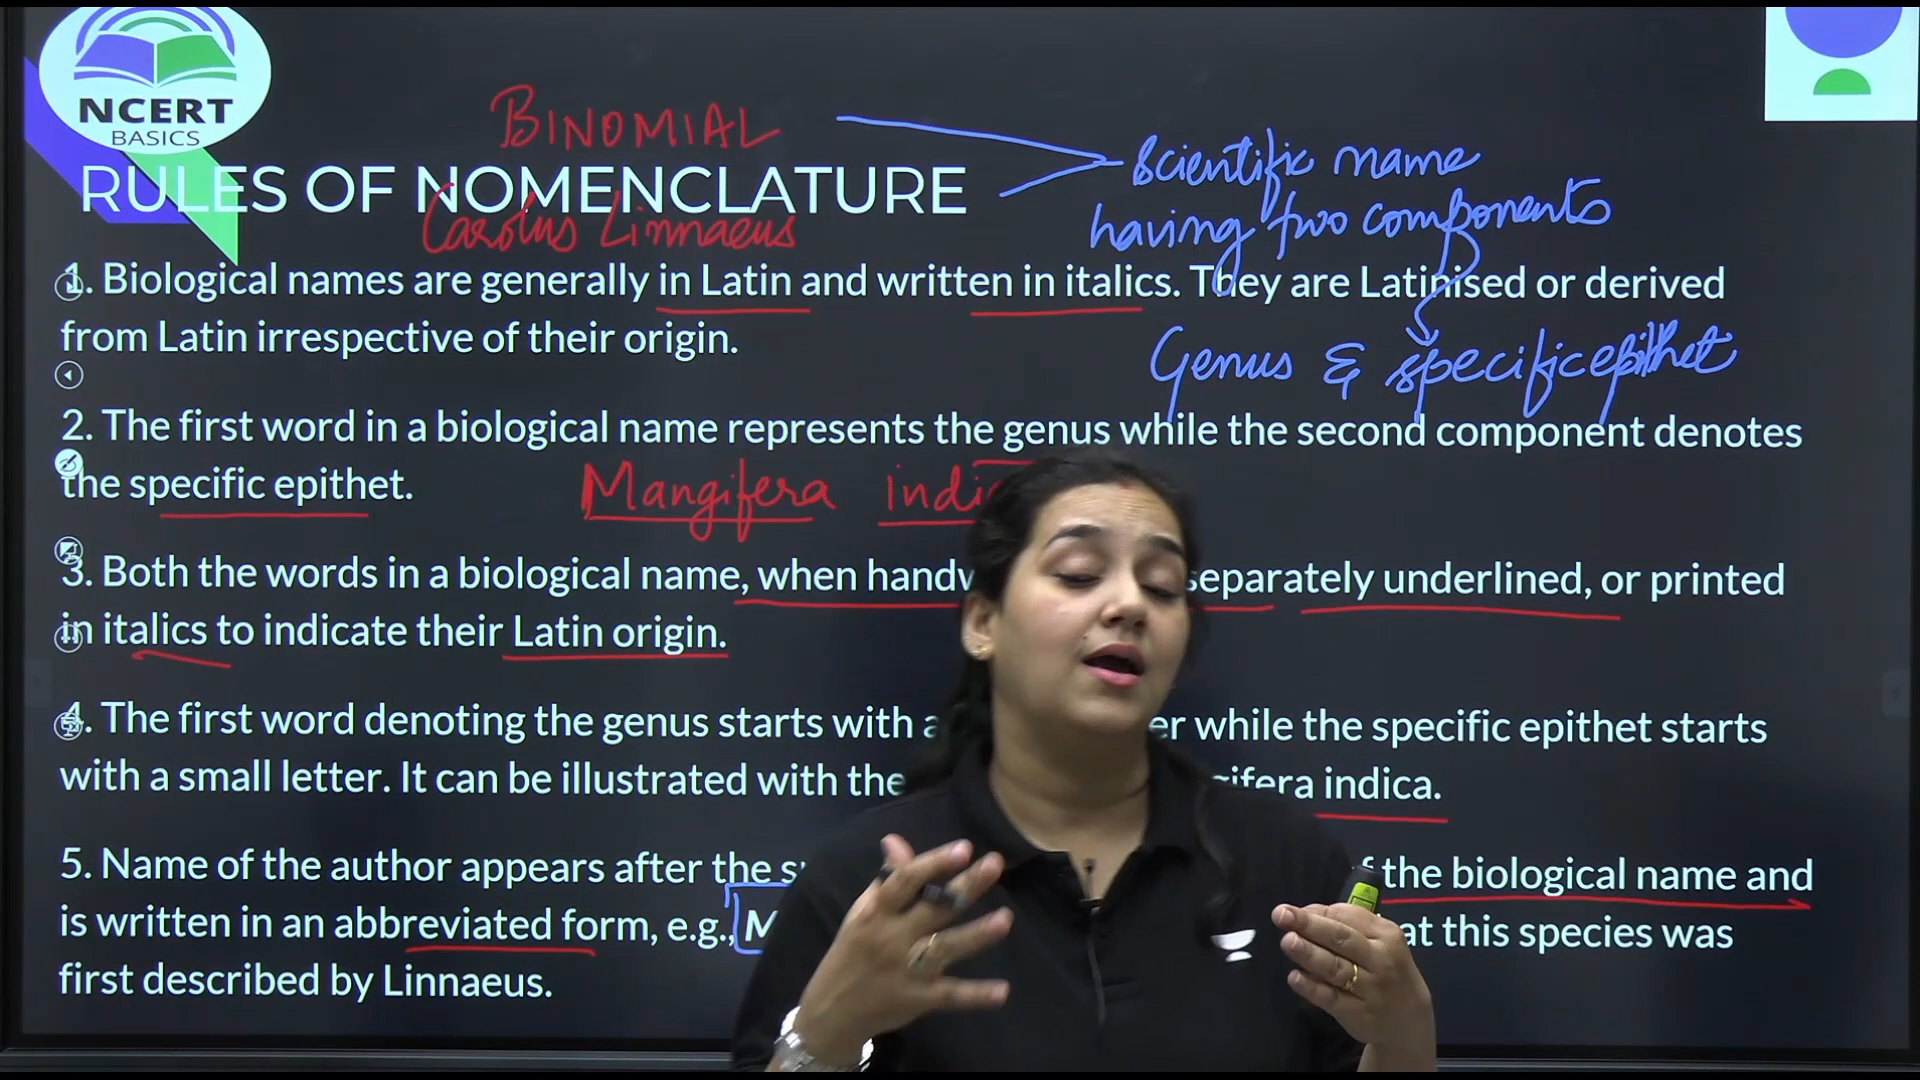 NCERT
BASICS
BINOMIAL
RULES OF NOMENCLATURE
Carolus Linnaeus
Scientific name
having two components
1. Biological names are generally in Latin and written in italics. They are Latinised or derived
from Latin irrespective of their origin.
Genus & specific epithet
2. The first word in a biological name represents the genus while the second component denotes
the specific epithet.
Mangifera indi
3. Both the words in a biological name, when handw separately underlined, or printed
in italics to indicate their Latin origin.
4. The first word denoting the genus starts with a er while the specific epithet starts
with a small letter. It can be illustrated with the gifera indica.
5. Name of the author appears after the s f the biological name and
is written in an abbreviated form, e.g., M at this species was
first described by Linnaeus.